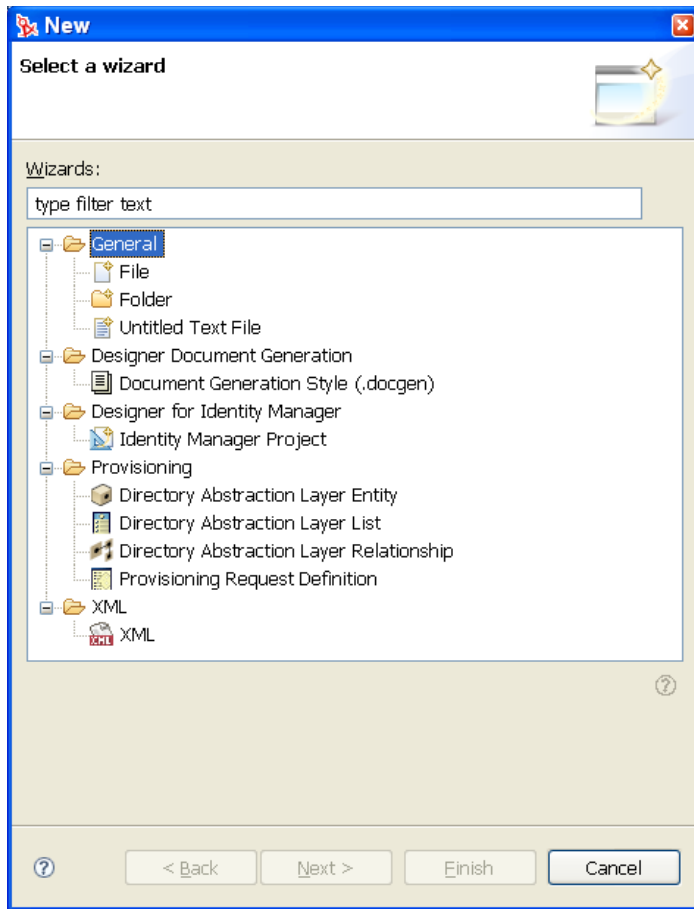 New
Select a wizard
Wizards:
type filter text
General
File
Folder
Untitled Text File
Designer Document Generation
Document Generation Style (.docgen)
Designer for Identity Manager
Identity Manager Project
Provisioning
Directory Abstraction Layer Entity
Directory Abstraction Layer List
Directory Abstraction Layer Relationship
Provisioning Request Definition
XML
XML
< Back Next > Finish Cancel